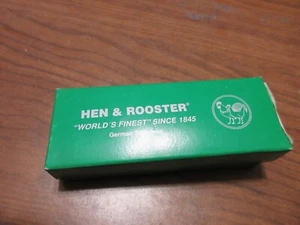 HEN & ROOSTER®
"WORLD'S FINEST" SINCE 1845
German